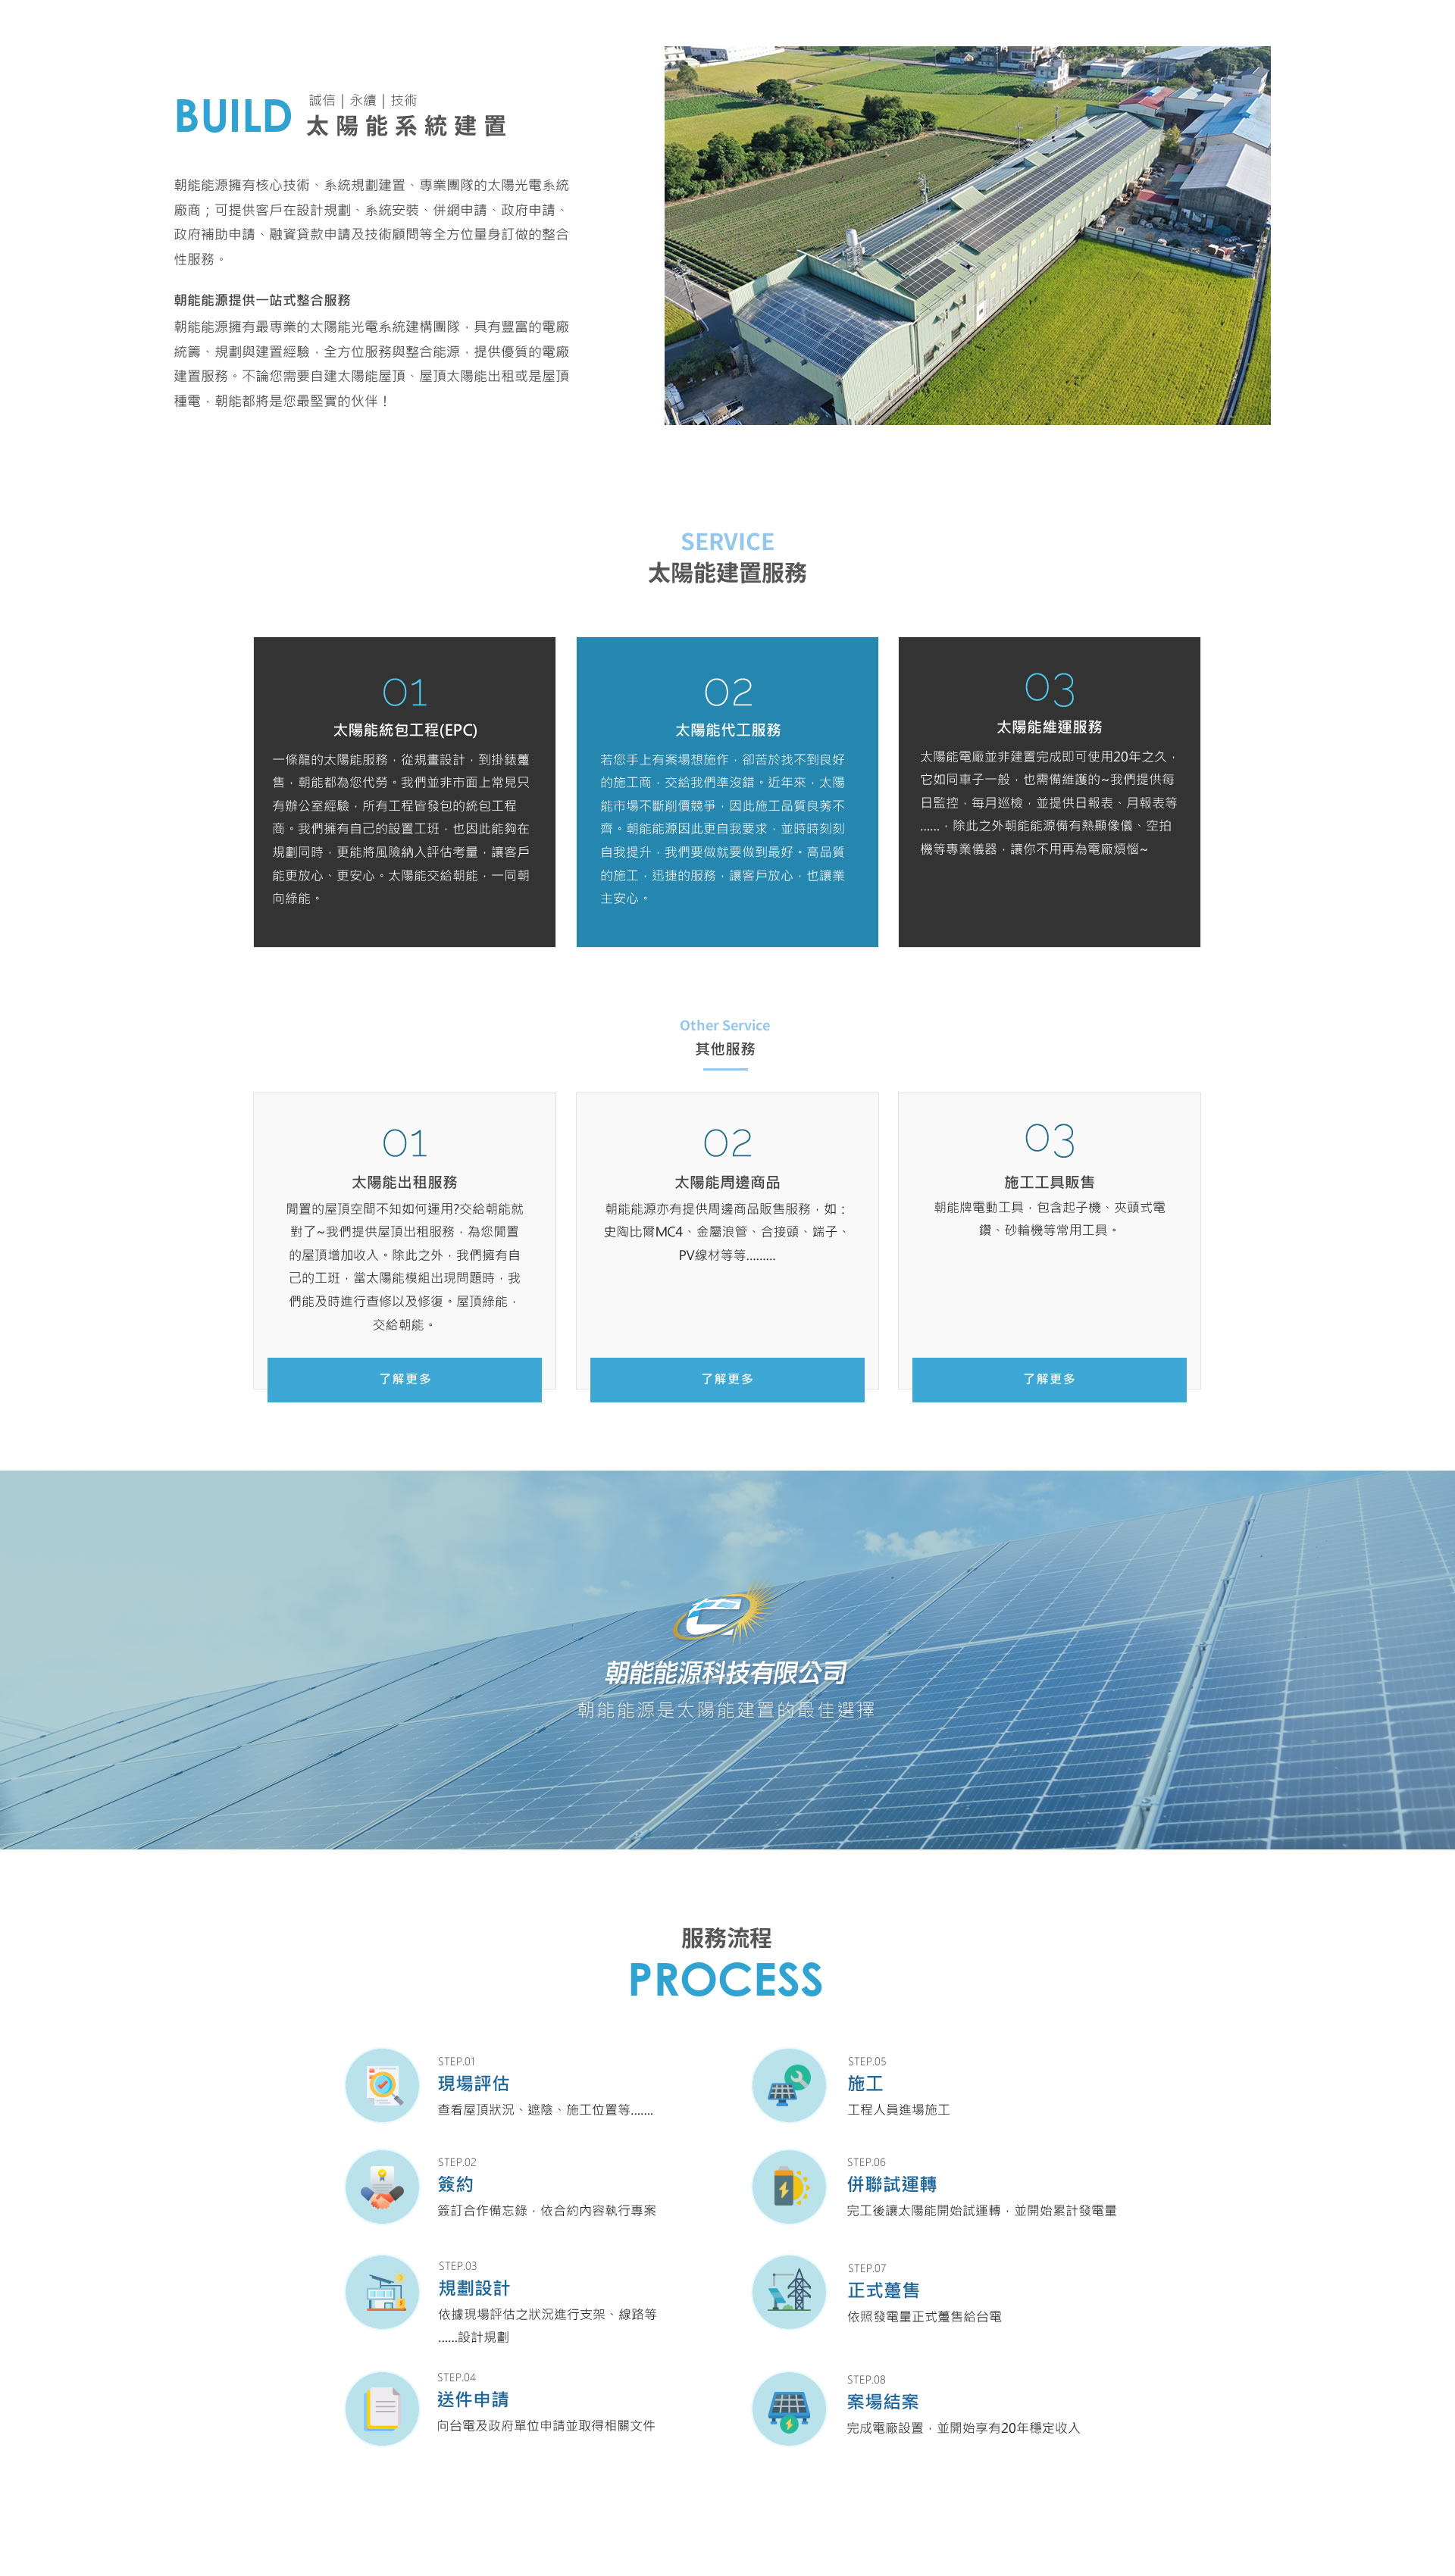 BUILD
誠信 | 永續 | 技術
太陽能系統建置
朝能能源擁有核心技術、系統規劃建置、專業團隊的太陽光電系統
廠商；可提供客戶在設計規劃、系統安裝、併網申請、政府申請、
政府補助申請、融資貸款申請及技術顧問等全方位量身訂做的整合
性服務。
朝能能源提供一站式整合服務
朝能能源擁有最專業的太陽能光電系統建構團隊，具有豐富的電廠
統籌、規劃與建置經驗，全方位服務與整合能源，提供優質的電廠
建置服務。不論您需要自建太陽能屋頂、屋頂太陽能出租或是屋頂
種電，朝能都將是您最堅實的伙伴！
SERVICE
太陽能建置服務
01
太陽能統包工程(EPC)
一條龍的太陽能服務，從規畫設計，到掛錶躉
售，朝能都為您代勞。我們並非市面上常見只
有辦公室經驗，所有工程皆發包的統包工程
商。我們擁有自己的設置工班，也因此能夠在
規劃同時，更能將風險納入評估考量，讓客戶
能更放心、更安心。太陽能交給朝能，一同朝
向綠能。
02
太陽能代工服務
若您手上有案場想施作，卻苦於找不到良好
的施工商，交給我們準沒錯。近年來，太陽
能市場不斷削價競爭，因此施工品質良莠不
齊。朝能能源因此更自我要求，並時時刻刻
自我提升，我們要做就要做到最好。高品質
的施工，迅捷的服務，讓客戶放心，也讓業
主安心。
03
太陽能維運服務
太陽能電廠並非建置完成即可使用20年之久，
它如同車子一般，也需備維護的~我們提供每
日監控，每月巡檢，並提供日報表、月報表等
......，除此之外朝能能源備有熱顯像儀、空拍
機等專業儀器，讓你不用再為電廠煩惱~
Other Service
其他服務
01
太陽能出租服務
閒置的屋頂空間不知如何運用?交給朝能就
對了~我們提供屋頂出租服務，為您閒置
的屋頂增加收入。除此之外，我們擁有自
己的工班，當太陽能模組出現問題時，我
們能及時進行查修以及修復。屋頂綠能，
交給朝能。
了解更多
02
太陽能周邊商品
朝能能源亦有提供周邊商品販售服務，如：
史陶比爾MC4、金屬浪管、合接頭、端子、
PV線材等等.........
了解更多
03
施工工具販售
朝能牌電動工具，包含起子機、夾頭式電
鑽、砂輪機等常用工具。
了解更多
朝能能源科技有限公司
朝能能源是太陽能建置的最佳選擇
服務流程
PROCESS
STEP.01
現場評估
查看屋頂狀況、遮陰、施工位置等.......
STEP.02
簽約
簽訂合作備忘錄，依合約內容執行專案
STEP.03
規劃設計
依據現場評估之狀況進行支架、線路等
......設計規劃
STEP.04
送件申請
向台電及政府單位申請並取得相關文件
STEP.05
施工
工程人員進場施工
STEP.06
併聯試運轉
完工後讓太陽能開始試運轉，並開始累計發電量
STEP.07
正式躉售
依照發電量正式躉售給台電
STEP.08
案場結案
完成電廠設置，並開始享有20年穩定收入